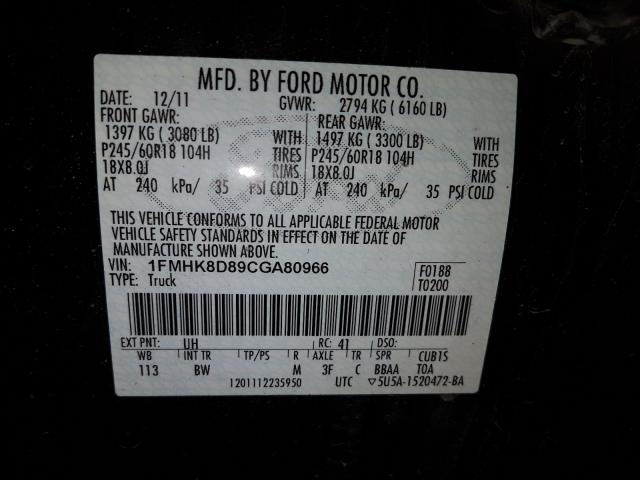 MFD. BY FORD MOTOR CO.
DATE: 12/11 GVWR: 2794 KG ( 6160 LB)
FRONT GAWR: REAR GAWR:
1397 KG ( 3080 LB) WITH 1497 KG ( 3300 LB) WITH
P245/60R18 104H TIRES P245/60R18 104H TIRES
18X8.0J RIMS 18X8.0J RIMS
AT 240 kPa/ 35 PSI COLD AT 240 kPa/ 35 PSI COLD
THIS VEHICLE CONFORMS TO ALL APPLICABLE FEDERAL MOTOR
VEHICLE SAFETY STANDARDS IN EFFECT ON THE DATE OF
MANUFACTURE SHOWN ABOVE.
VIN: 1FMHK8D89CGA80966 F0188
TYPE: Truck T0200
EXT PNT: UH RC: 41 DSO:
WB INT TR TP/PS R AXLE TR SPR CUB1S
113 BW M 3F C BBAA TOA
1201112235950 UTC ▽5U5A-1520472-BA